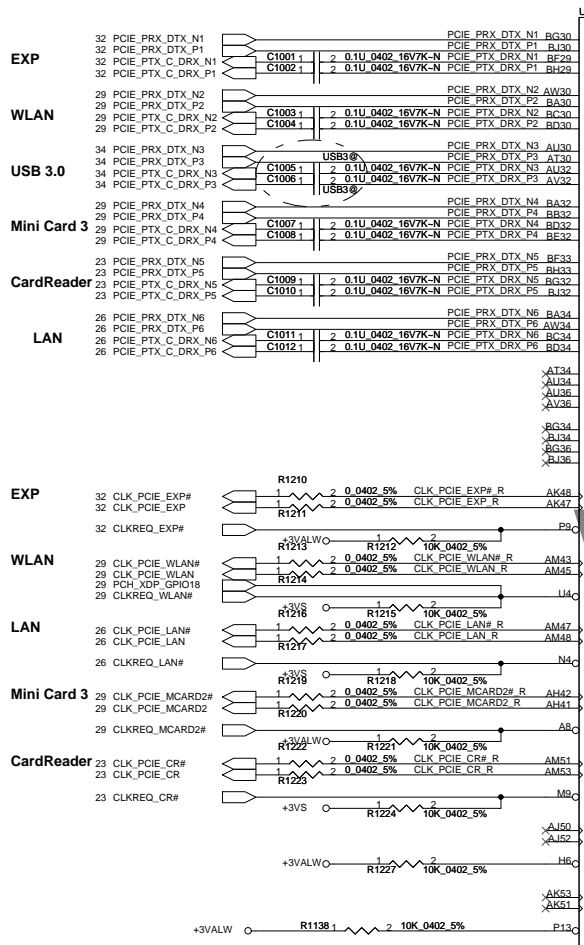 U
32 PCIE_PRX_DTX_N1 PCIE_PRX_DTX_N1 BG30
32 PCIE_PRX_DTX_P1 PCIE_PRX_DTX_P1 BJ30
EXP 32 PCIE_PTX_C_DRX_N1 C1001 1 2 0.1U_0402_16V7K~N PCIE_PTX_DRX_N1 BF29
32 PCIE_PTX_C_DRX_P1 C1002 1 2 0.1U_0402_16V7K~N PCIE_PTX_DRX_P1 BH29
29 PCIE_PRX_DTX_N2 PCIE_PRX_DTX_N2 AW30
29 PCIE_PRX_DTX_P2 PCIE_PRX_DTX_P2 BA30
WLAN 29 PCIE_PTX_C_DRX_N2 C1003 1 2 0.1U_0402_16V7K~N PCIE_PTX_DRX_N2 BC30
29 PCIE_PTX_C_DRX_P2 C1004 1 2 0.1U_0402_16V7K~N PCIE_PTX_DRX_P2 BD30
34 PCIE_PRX_DTX_N3 PCIE_PRX_DTX_N3 AU30
34 PCIE_PRX_DTX_P3 USB3@ PCIE_PRX_DTX_P3 AT30
USB 3.0 34 PCIE_PTX_C_DRX_N3 C1005 1 2 0.1U_0402_16V7K~N PCIE_PTX_DRX_N3 AU32
34 PCIE_PTX_C_DRX_P3 C1006 1 2 0.1U_0402_16V7K~N PCIE_PTX_DRX_P3 AV32
USB3@
29 PCIE_PRX_DTX_N4 PCIE_PRX_DTX_N4 BA32
29 PCIE_PRX_DTX_P4 PCIE_PRX_DTX_P4 BB32
Mini Card 3 29 PCIE_PTX_C_DRX_N4 C1007 1 2 0.1U_0402_16V7K~N PCIE_PTX_DRX_N4 BD32
29 PCIE_PTX_C_DRX_P4 C1008 1 2 0.1U_0402_16V7K~N PCIE_PTX_DRX_P4 BE32
23 PCIE_PRX_DTX_N5 PCIE_PRX_DTX_N5 BF33
23 PCIE_PRX_DTX_P5 PCIE_PRX_DTX_P5 BH33
CardReader 23 PCIE_PTX_C_DRX_N5 C1009 1 2 0.1U_0402_16V7K~N PCIE_PTX_DRX_N5 BG32
23 PCIE_PTX_C_DRX_P5 C1010 1 2 0.1U_0402_16V7K~N PCIE_PTX_DRX_P5 BJ32
26 PCIE_PRX_DTX_N6 PCIE_PRX_DTX_N6 BA34
26 PCIE_PRX_DTX_P6 PCIE_PRX_DTX_P6 AW34
LAN 26 PCIE_PTX_C_DRX_N6 C1011 1 2 0.1U_0402_16V7K~N PCIE_PTX_DRX_N6 BC34
26 PCIE_PTX_C_DRX_P6 C1012 1 2 0.1U_0402_16V7K~N PCIE_PTX_DRX_P6 BD34
AT34
AU34
AU36
AV36
BG34
BJ34
BG36
BJ36
R1210
EXP 32 CLK_PCIE_EXP# 1 2 0_0402_5% CLK_PCIE_EXP#_R AK48
32 CLK_PCIE_EXP 1 2 0_0402_5% CLK_PCIE_EXP_R AK47
R1211
32 CLKREQ_EXP# P9
+3VALW 1 2
R1213 R1212 10K_0402_5%
WLAN 29 CLK_PCIE_WLAN# 1 2 0_0402_5% CLK_PCIE_WLAN#_R AM43
29 CLK_PCIE_WLAN 1 2 0_0402_5% CLK_PCIE_WLAN_R AM45
29 PCH_XDP_GPIO18 R1214
29 CLKREQ_WLAN# U4
+3VS 1 2
R1216 R1215 10K_0402_5%
LAN 26 CLK_PCIE_LAN# 1 2 0_0402_5% CLK_PCIE_LAN#_R AM47
26 CLK_PCIE_LAN 1 2 0_0402_5% CLK_PCIE_LAN_R AM48
R1217
26 CLKREQ_LAN# N4
+3VS 1 2
R1219 R1218 10K_0402_5%
Mini Card 3 29 CLK_PCIE_MCARD2# 1 2 0_0402_5% CLK_PCIE_MCARD2#_R AH42
29 CLK_PCIE_MCARD2 1 2 0_0402_5% CLK_PCIE_MCARD2_R AH41
R1220
29 CLKREQ_MCARD2# A8
+3VALW 1 2
R1222 R1221 10K_0402_5%
CardReader 23 CLK_PCIE_CR# 1 2 0_0402_5% CLK_PCIE_CR#_R AM51
23 CLK_PCIE_CR 1 2 0_0402_5% CLK_PCIE_CR_R AM53
R1223
23 CLKREQ_CR# M9
+3VS 1 2
R1224 10K_0402_5%
AJ50
AJ52
+3VALW 1 2 H6
R1227 10K_0402_5%
AK53
AK51
+3VALW R1138 1 2 10K_0402_5% P13